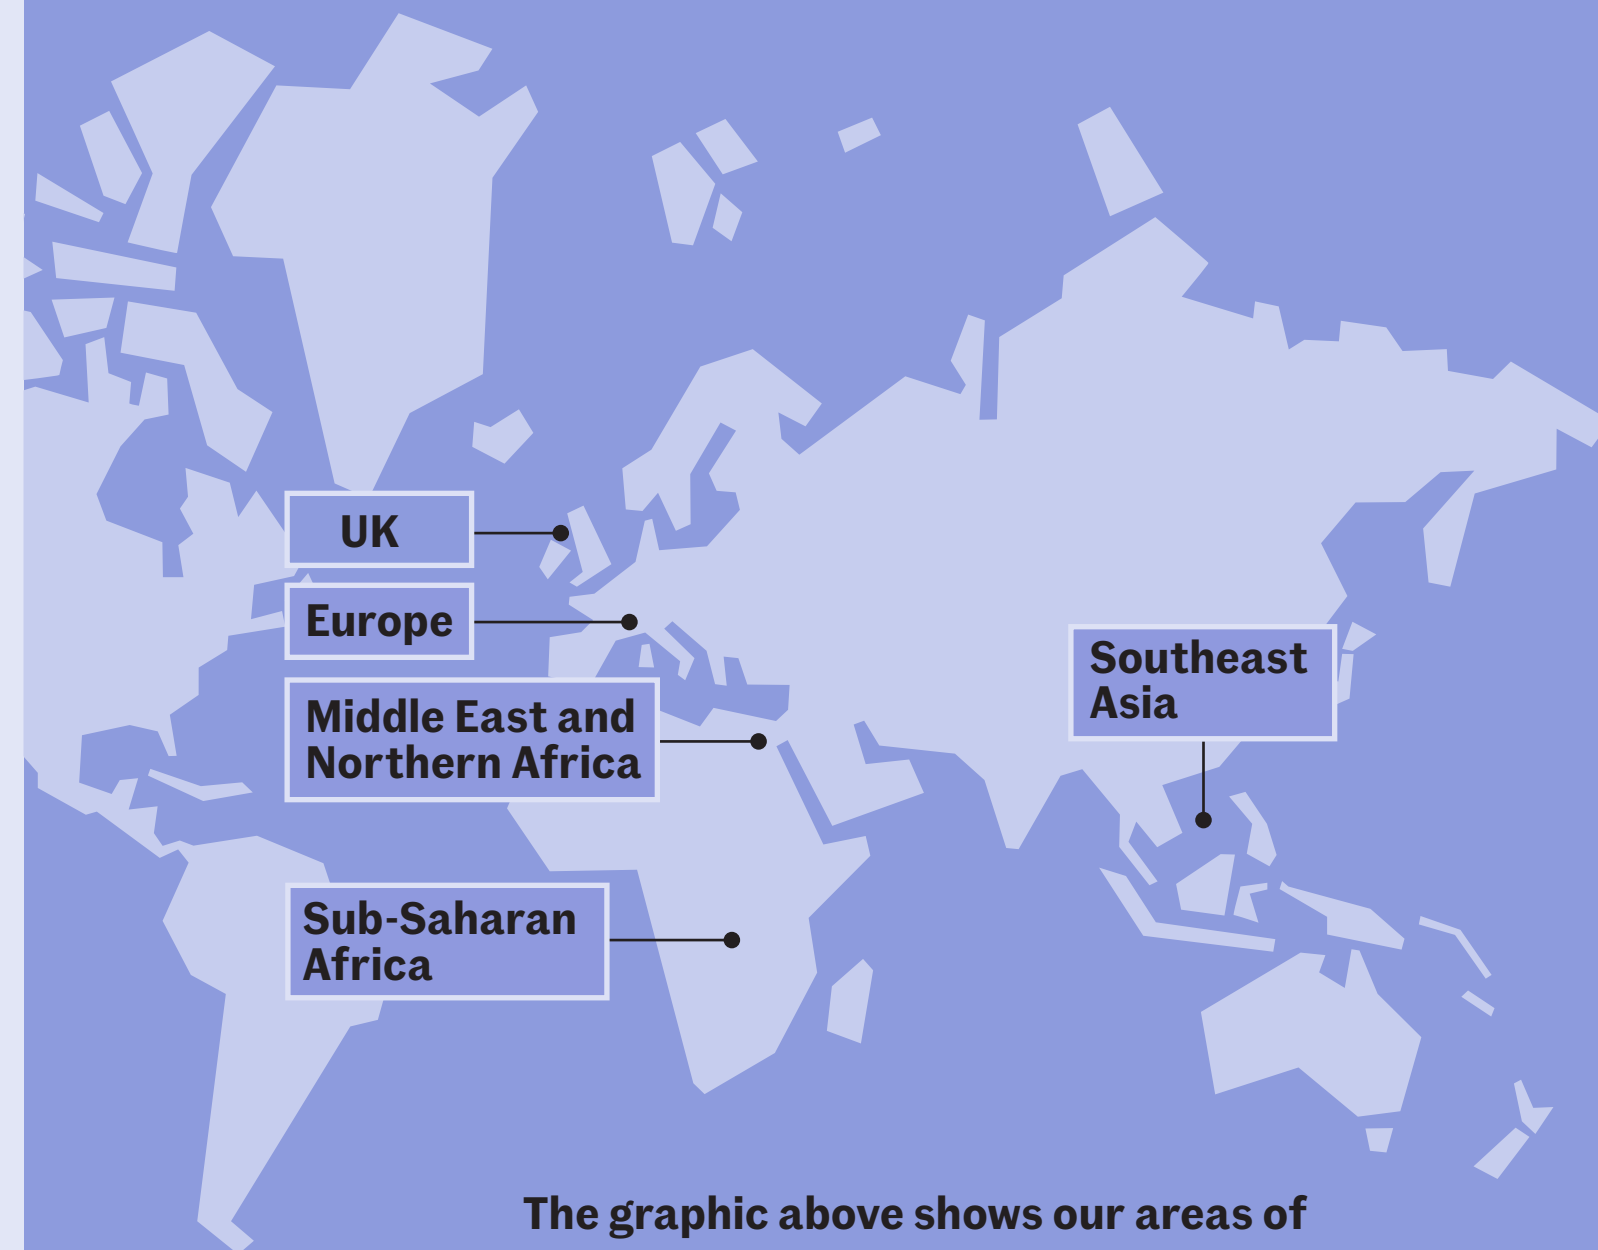 UK
Europe
Middle East and
Northern Africa
Southeast
Asia
Sub-Saharan
Africa
The graphic above shows our areas of